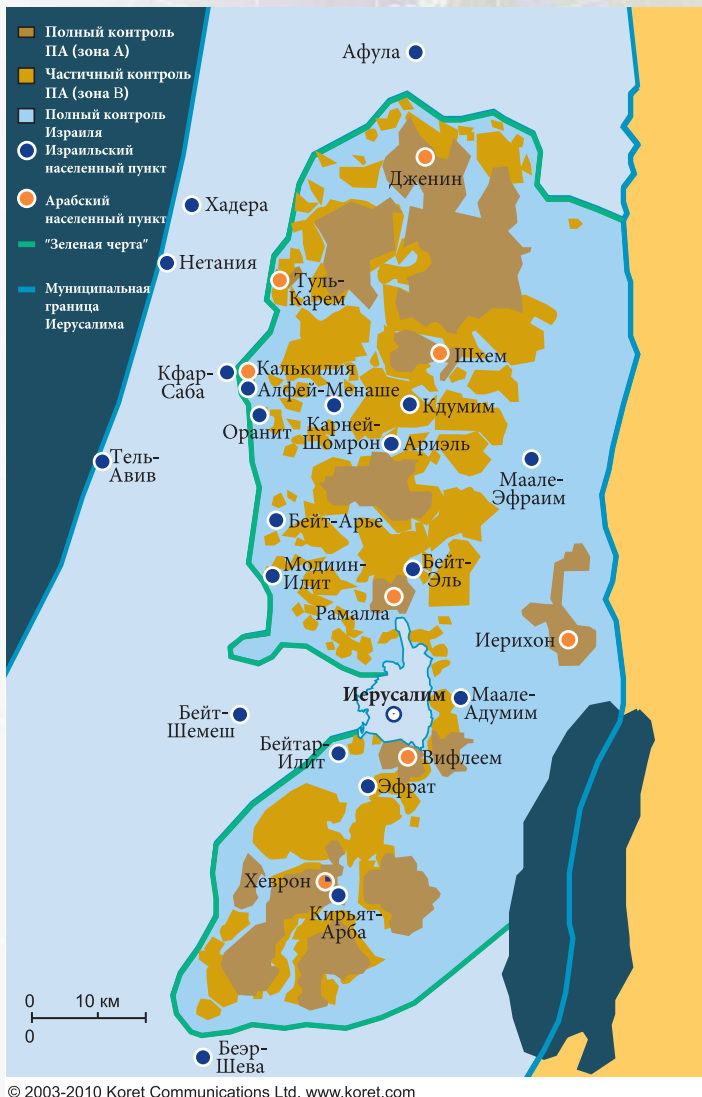 Полный контроль
ПА (зона А)
Частичный контроль
ПА (зона В)
Полный контроль
Израиля
Израильский
населенный пункт
Арабский
населенный пункт
"Зеленая черта"
Муниципальная
граница
Иерусалима
Афула
Дженин
Хадера
Нетания
Туль-
Карем
Шхем
Кфар-
Саба
Калькилия
Алфей-Менаше
Оранит
Карней-
Шомрон
Кдумим
Ариэль
Тель-
Авив
Маале-
Эфраим
Бейт-Арье
Модиин-
Илит
Бейт-
Эль
Рамалла
Иерихон
Иерусалим
Маале-
Адумим
Бейт-
Шемеш
Бейтар-
Илит
Вифлеем
Эфрат
Хеврон
Кирьят-
Арба
0 10 км
0
Беэр-
Шева
© 2003-2010 Koret Communications Ltd. www.koret.com